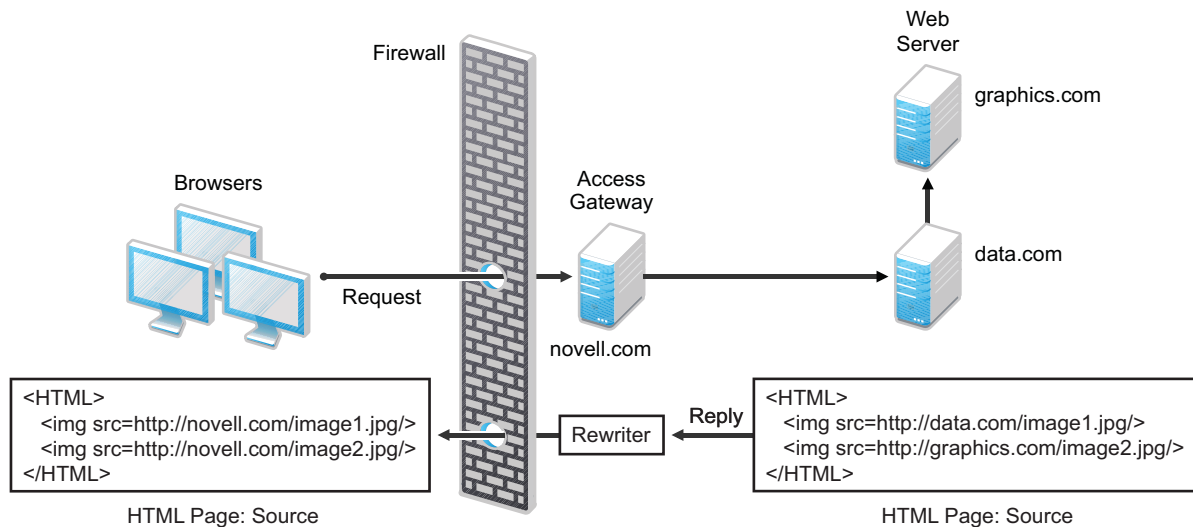 Web
Server
Firewall
graphics.com
Browsers
Access
Gateway
data.com
Request
novell.com
<HTML>
<img src=http://novell.com/image1.jpg/>
<img src=http://novell.com/image2.jpg/>
</HTML>
HTML Page: Source
Rewriter
Reply
<HTML>
<img src=http://data.com/image1.jpg/>
<img src=http://graphics.com/image2.jpg/>
</HTML>
HTML Page: Source